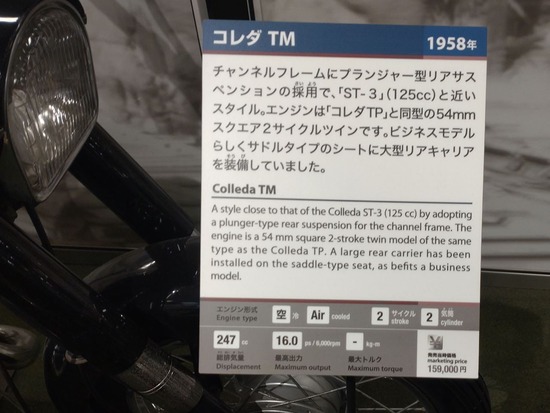 コレダ TM 1958年
チャンネルフレームにプランジャー型リアサス
ペンションの採用で、「ST-3」(125cc)と近い
スタイル。エンジンは「コレダTP」と同型の54mm
スクエア2サイクルツインです。ビジネスモデル
らしくサドルタイプのシートに大型リアキャリア
を装備していました。
Colleda TM
A style close to that of the Colleda ST-3 (125 cc) by adopting
a plunger-type rear suspension for the channel frame. The
engine is a 54 mm square 2-stroke twin model of the same
type as the Colleda TP. A large rear carrier has been
installed on the saddle-type seat, as befits a business
model.
エンジン形式 空 冷 Air cooled 2 サイクル 2 気筒
Engine type stroke cylinder
247 cc 16.0 ps / 6,000rpm - kg-m
総排気量 最高出力 最大トルク 発売当時価格
Displacement Maximum output Maximum torque marketing price
159,000円